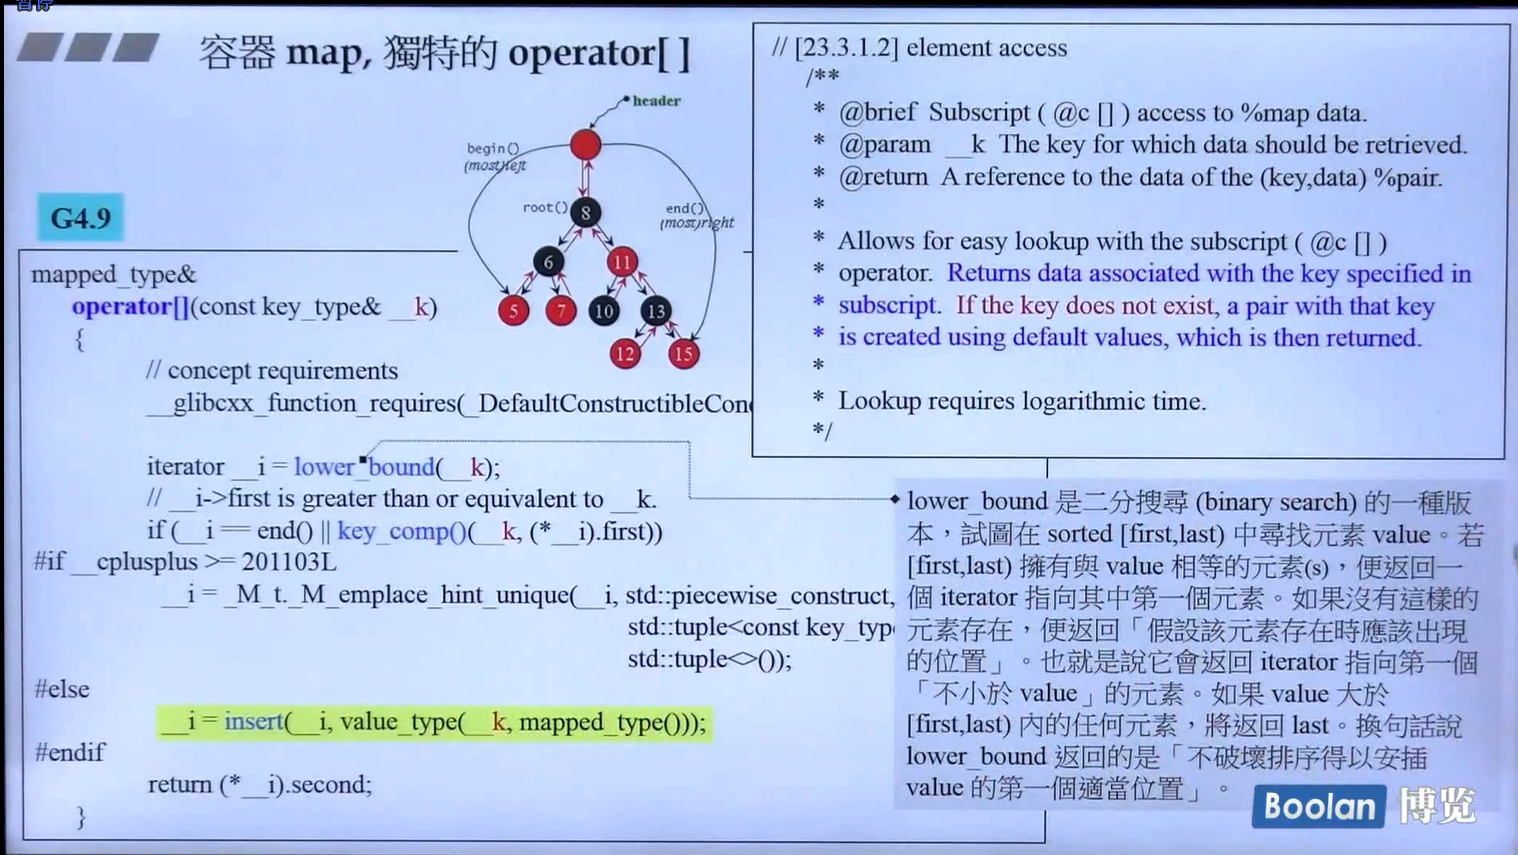 暂停
容器 map, 獨特的 operator[ ]
header
begin()
(most)left
root()
end()
(most)right
8
6
11
5
7
10
13
12
15
G4.9
mapped_type&
operator[](const key_type& __k)
{
// concept requirements
__glibcxx_function_requires(_DefaultConstructibleCon
iterator __i = lower_bound(__k);
// __i->first is greater than or equivalent to __k.
if (__i == end() || key_comp()(__k, (*__i).first))
#if __cplusplus >= 201103L
__i = _M_t._M_emplace_hint_unique(__i, std::piecewise_construct,
std::tuple<const key_typ
std::tuple<>());
#else
__i = insert(__i, value_type(__k, mapped_type()));
#endif
return (*__i).second;
}
// [23.3.1.2] element access
/**
* @brief Subscript ( @c [] ) access to %map data.
* @param __k The key for which data should be retrieved.
* @return A reference to the data of the (key,data) %pair.
*
* Allows for easy lookup with the subscript ( @c [] )
* operator. Returns data associated with the key specified in
* subscript. If the key does not exist, a pair with that key
* is created using default values, which is then returned.
*
* Lookup requires logarithmic time.
*/
lower_bound 是二分搜尋 (binary search) 的一種版
本，試圖在 sorted [first,last) 中尋找元素 value。若
[first,last) 擁有與 value 相等的元素(s)，便返回一
個 iterator 指向其中第一個元素。如果沒有這樣的
元素存在，便返回「假設該元素存在時應該出現
的位置」。也就是說它會返回 iterator 指向第一個
「不小於 value」的元素。如果 value 大於
[first,last) 內的任何元素，將返回 last。換句話說
lower_bound 返回的是「不破壞排序得以安插
value 的第一個適當位置」。
Boolan 博览